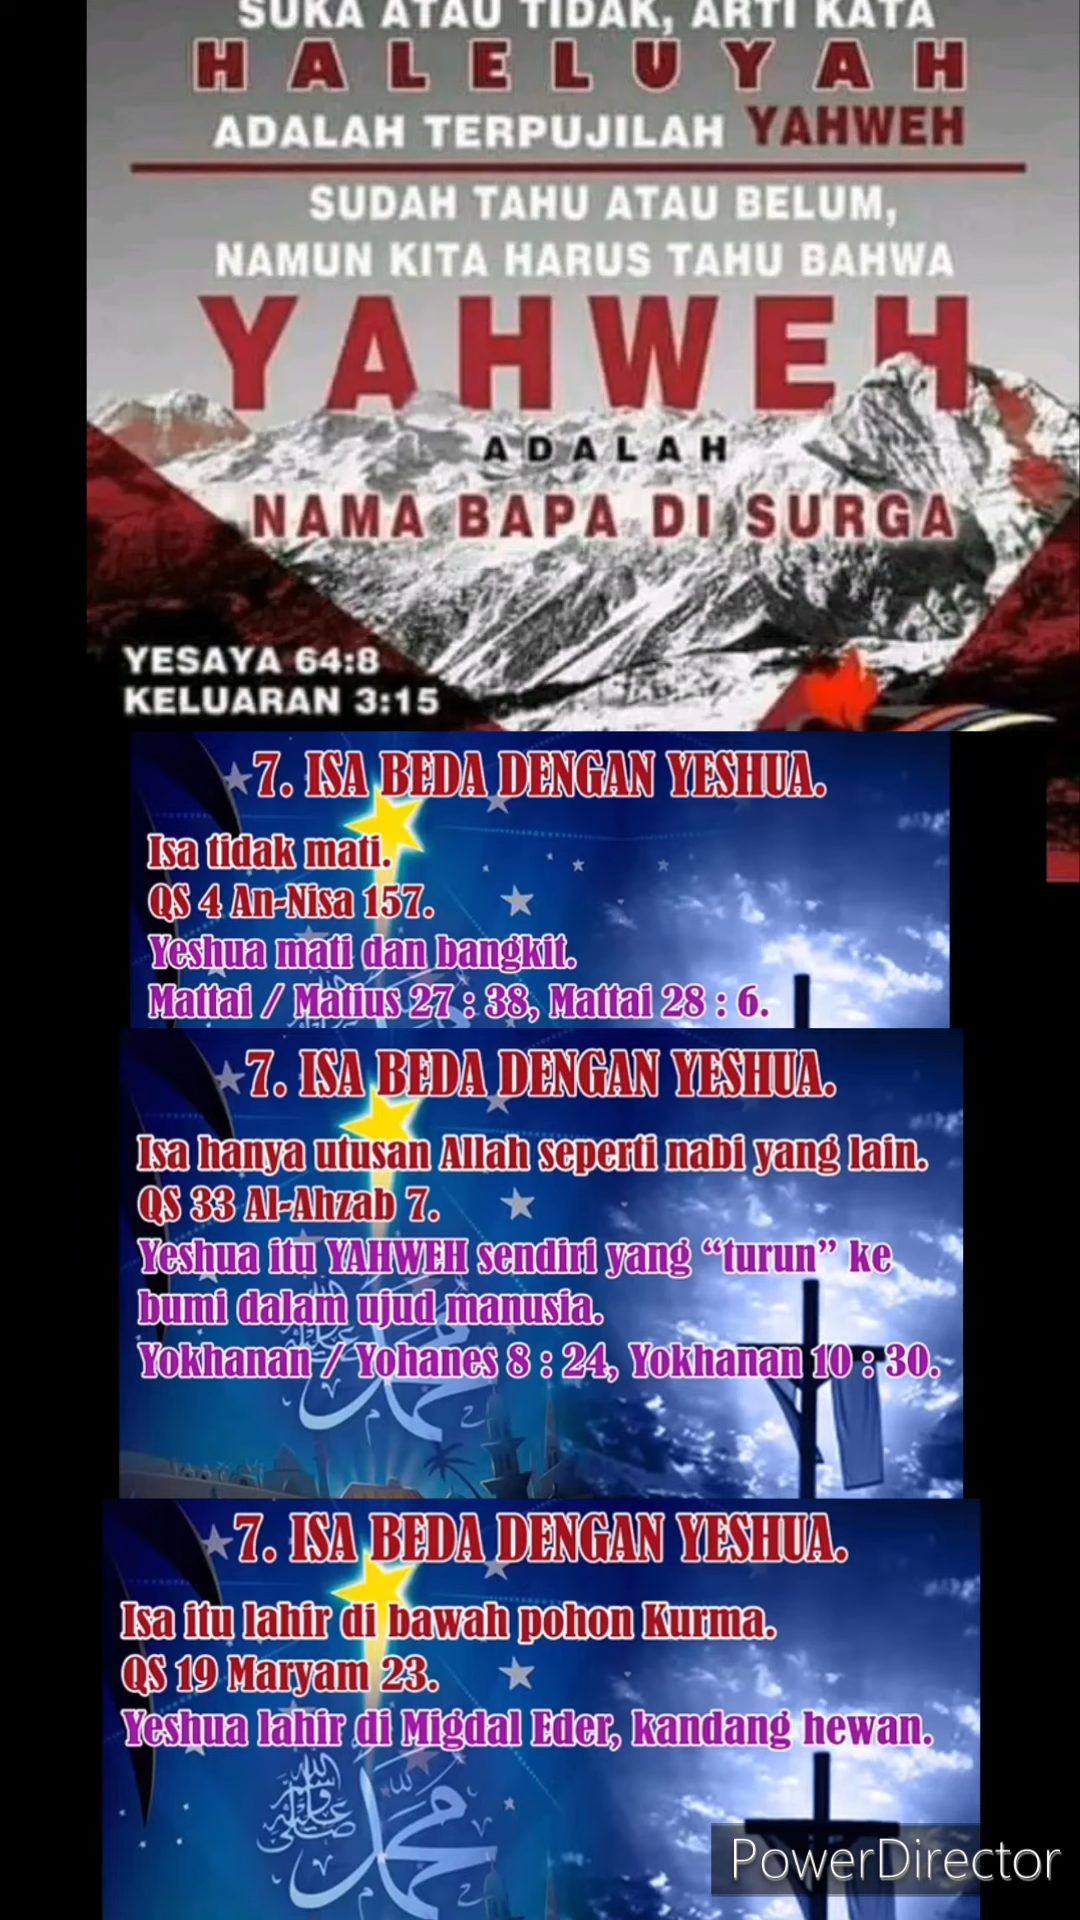 SUKA ATAU TIDAK, ARTI KATA
HALELUYAH
ADALAH TERPUJILAH YAHWEH
SUDAH TAHU ATAU BELUM,
NAMUN KITA HARUS TAHU BAHWA
YAHWEH
ADALAH
NAMA BAPA DI SURGA
YESAYA 64:8
KELUARAN 3:15
7. ISA BEDA DENGAN YESHUA.
Isa tidak mati.
QS 4 An-Nisa 157.
Yeshua mati dan bangkit.
Mattai / Matius 27 : 38, Mattai 28 : 6.
7. ISA BEDA DENGAN YESHUA.
Isa hanya utusan Allah seperti nabi yang lain.
QS 33 Al-Ahzab 7.
Yeshua itu YAHWEH sendiri yang “turun” ke
bumi dalam ujud manusia.
Yokhanan / Yohanes 8 : 24, Yokhanan 10 : 30.
محمد
7. ISA BEDA DENGAN YESHUA.
Isa itu lahir di bawah pohon Kurma.
QS 19 Maryam 23.
Yeshua lahir di Migdal Eder, kandang hewan.
محمد
صلى الله عليه وسلم
PowerDirector